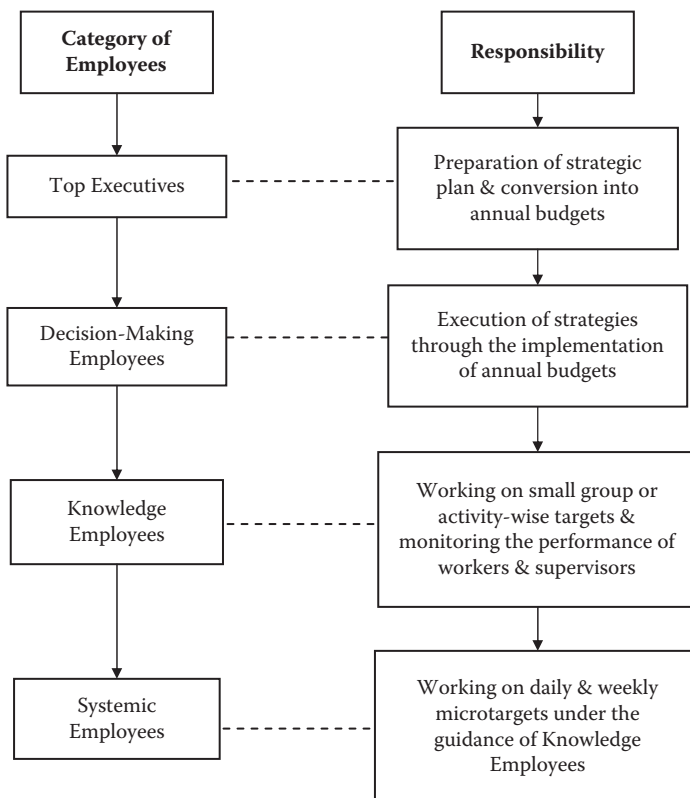 Category of
Employees
Responsibility
Top Executives
Preparation of strategic
plan & conversion into
annual budgets
Decision-Making
Employees
Execution of strategies
through the implementation
of annual budgets
Knowledge
Employees
Working on small group or
activity-wise targets &
monitoring the performance of
workers & supervisors
Systemic
Employees
Working on daily & weekly
microtargets under the
guidance of Knowledge
Employees